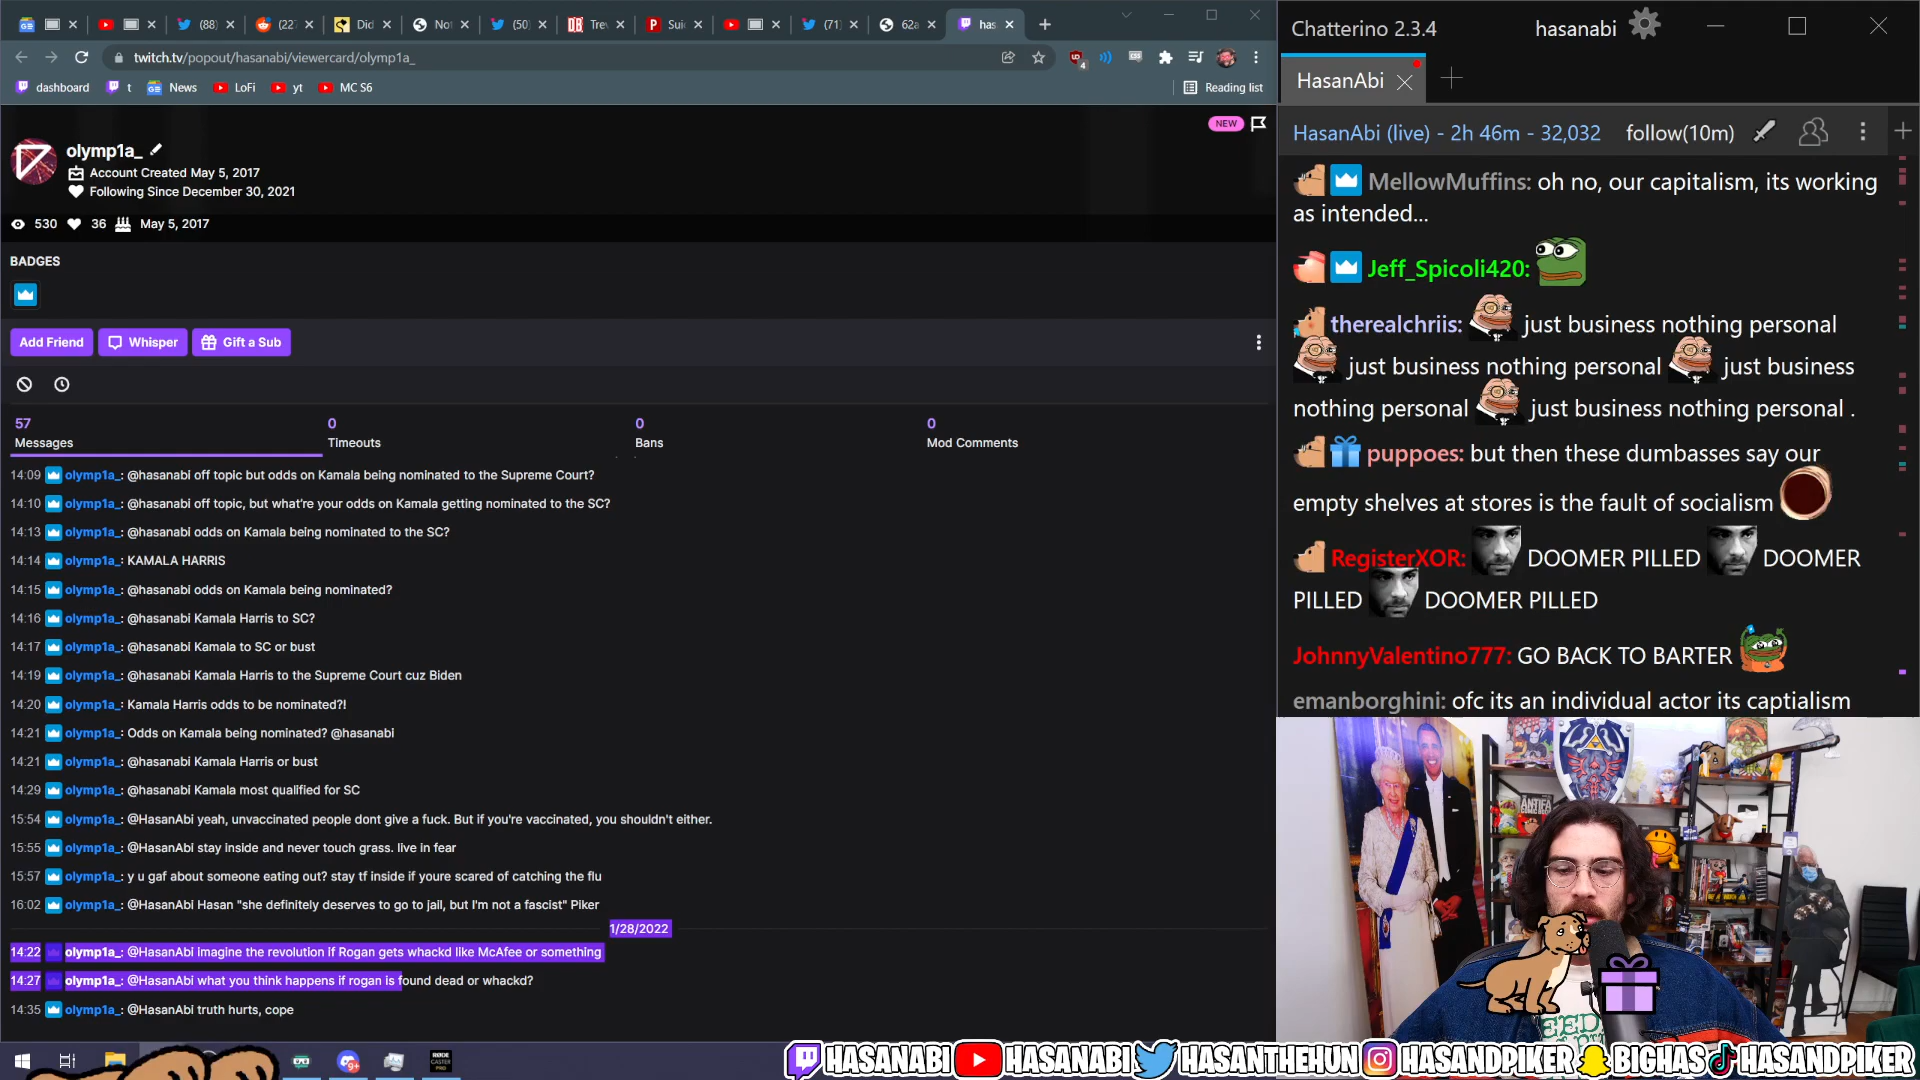 (88)
(22
Did
Not
(50)
DB Trev
P Suic
(71)
62a
has
twitch.tv/popout/hasanabi/viewercard/olymp1a_
4
dashboard
t
News
LoFi
yt
MC S6
Reading list
NEW
olymp1a_
Account Created May 5, 2017
Following Since December 30, 2021
530 36 May 5, 2017
BADGES
Add Friend
Whisper
Gift a Sub
57 Messages
0 Timeouts
0 Bans
0 Mod Comments
14:09 olymp1a_: @hasanabi off topic but odds on Kamala being nominated to the Supreme Court?
14:10 olymp1a_: @hasanabi off topic, but what're your odds on Kamala getting nominated to the SC?
14:13 olymp1a_: @hasanabi odds on Kamala being nominated to the SC?
14:14 olymp1a_: KAMALA HARRIS
14:15 olymp1a_: @hasanabi odds on Kamala being nominated?
14:16 olymp1a_: @hasanabi Kamala Harris to SC?
14:17 olymp1a_: @hasanabi Kamala to SC or bust
14:19 olymp1a_: @hasanabi Kamala Harris to the Supreme Court cuz Biden
14:20 olymp1a_: Kamala Harris odds to be nominated?!
14:21 olymp1a_: Odds on Kamala being nominated? @hasanabi
14:21 olymp1a_: @hasanabi Kamala Harris or bust
14:29 olymp1a_: @hasanabi Kamala most qualified for SC
15:54 olymp1a_: @HasanAbi yeah, unvaccinated people dont give a fuck. But if you're vaccinated, you shouldn't either.
15:55 olymp1a_: @HasanAbi stay inside and never touch grass. live in fear
15:57 olymp1a_: y u gaf about someone eating out? stay tf inside if youre scared of catching the flu
16:02 olymp1a_: @HasanAbi Hasan "she definitely deserves to go to jail, but I'm not a fascist" Piker
1/28/2022
14:22 olymp1a_: @HasanAbi imagine the revolution if Rogan gets whackd like McAfee or something
14:27 olymp1a_: @HasanAbi what you think happens if rogan is found dead or whackd?
14:35 olymp1a_: @HasanAbi truth hurts, cope
Chatterino 2.3.4
hasanabi
HasanAbi
HasanAbi (live) - 2h 46m - 32,032
follow(10m)
MellowMuffins: oh no, our capitalism, its working
as intended...
Jeff_Spicoli420:
therealchriis: just business nothing personal
just business nothing personal just business
nothing personal just business nothing personal .
puppoes: but then these dumbasses say our
empty shelves at stores is the fault of socialism
RegisterXOR: DOOMER PILLED DOOMER
PILLED DOOMER PILLED
JohnnyValentino777: GO BACK TO BARTER
emanborghini: ofc its an individual actor its captialism
ANTIFA
9+
RØDE
CASTER
PRO
HASANABI
HASANABI
HASANTHEHUN
HASANDPIKER
BIGHAS
HASANDPIKER